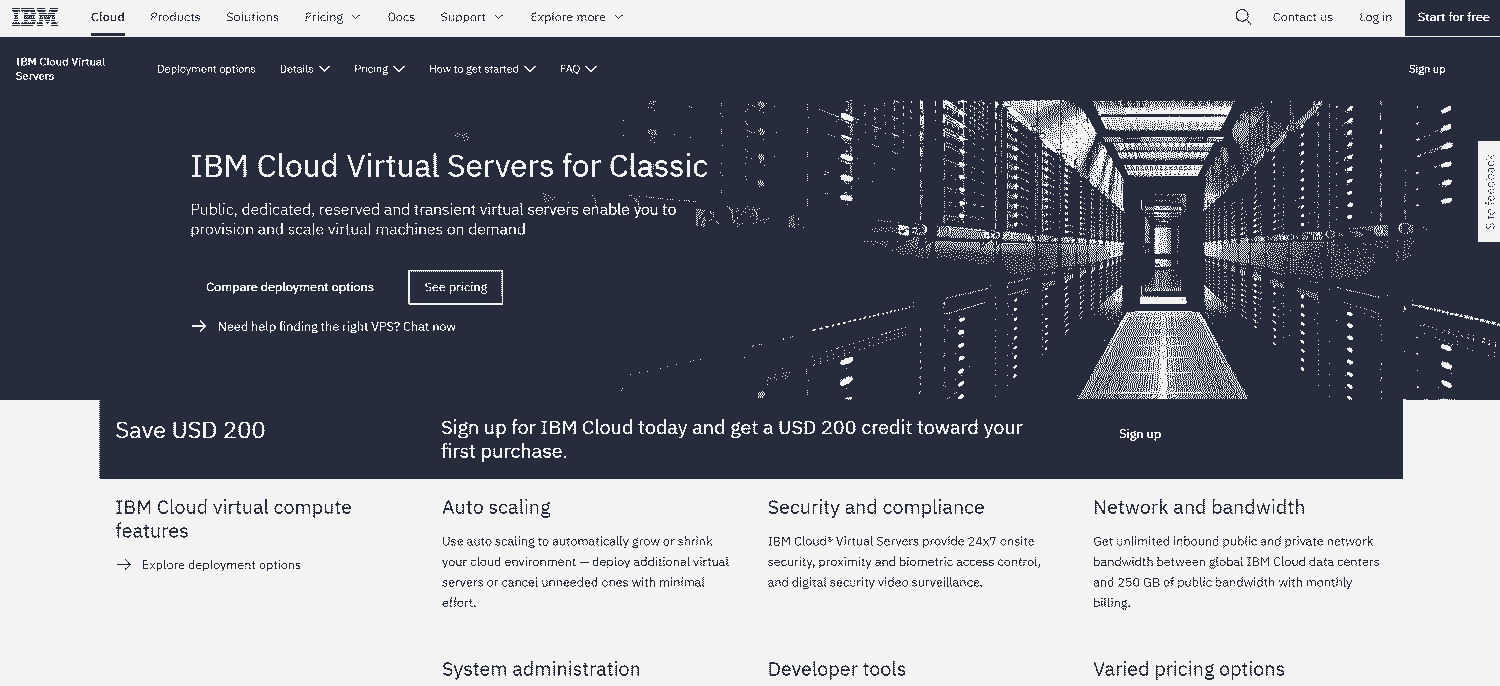 IBM Cloud Products Solutions Pricing Docs Support Explore more Contact us Log in Start for free
IBM Cloud Virtual
Servers
Deployment options Details Pricing How to get started FAQ Sign up
IBM Cloud Virtual Servers for Classic
Public, dedicated, reserved and transient virtual servers enable you to
provision and scale virtual machines on demand
Compare deployment options See pricing
Need help finding the right VPS? Chat now
Site feedback
Save USD 200
Sign up for IBM Cloud today and get a USD 200 credit toward your
first purchase.
Sign up
IBM Cloud virtual compute
features
Explore deployment options
Auto scaling
Use auto scaling to automatically grow or shrink
your cloud environment — deploy additional virtual
servers or cancel unneeded ones with minimal
effort.
Security and compliance
IBM Cloud® Virtual Servers provide 24x7 onsite
security, proximity and biometric access control,
and digital security video surveillance.
Network and bandwidth
Get unlimited inbound public and private network
bandwidth between global IBM Cloud data centers
and 250 GB of public bandwidth with monthly
billing.
System administration
Developer tools
Varied pricing options